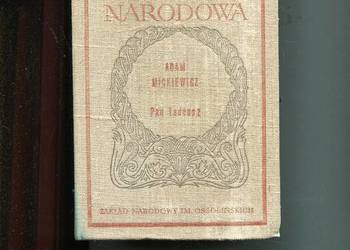 NARODOWA
ADAM
MICKIEWICZ
Pan Tadeusz
ZAKŁAD NARODOWY IM. OSSOLIŃSKICH